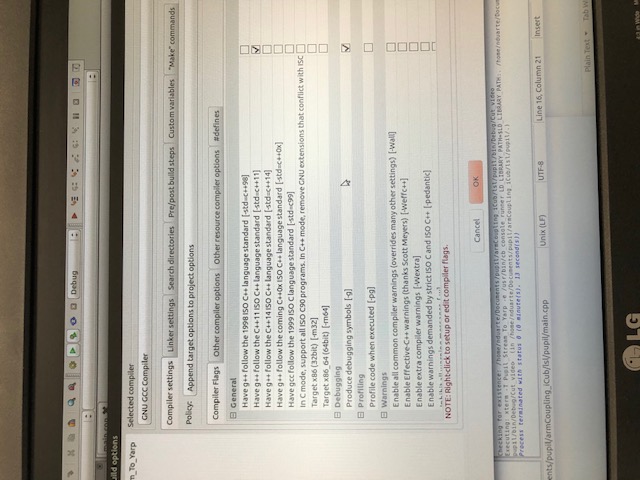 Debug
main.cpp
uild options
m_To_Yarp
Selected compiler
GNU GCC Compiler
Compiler settings Linker settings Search directories Pre/post build steps Custom variables "Make" commands
Policy: Append target options to project options
Compiler Flags Other compiler options Other resource compiler options #defines
General
Have g++ follow the 1998 ISO C++ language standard [-std=c++98]
Have g++ follow the C++11 ISO C++ language standard [-std=c++11]
Have g++ follow the C++14 ISO C++ language standard [-std=c++14]
Have g++ follow the coming C++0x ISO C++ language standard [-std=c++0x]
Have gcc follow the 1999 ISO C language standard [-std=c99]
In C mode, support all ISO C90 programs. In C++ mode, remove GNU extensions that conflict with ISC
Target x86 (32bit) [-m32]
Target x86_64 (64bit) [-m64]
Debugging
Produce debugging symbols [-g]
Profiling
Profile code when executed [-pg]
Warnings
Enable all common compiler warnings (overrides many other settings) [-Wall]
Enable Effective-C++ warnings (thanks Scott Meyers) [-Weffc++]
Enable extra compiler warnings [-Wextra]
Enable warnings demanded by strict ISO C and ISO C++ [-pedantic]
NOTE: Right-click to setup or edit compiler flags.
Cancel OK
Checking for existence: /home/nduarte/Documents/pupil/armCoupling_iCub/lsl/pupil/bin/Debug/Cut_video
Executing: xterm -T Pupil_Stream_To_Yarp -e /usr/bin/cb_console_runner LD_LIBRARY_PATH=$LD_LIBRARY_PATH:. /home/nduarte/Documents/
pupil/bin/Debug/Cut_video (in /home/nduarte/Documents/pupil/armCoupling_iCub/lsl/pupil/.)
Process terminated with status 0 (0 minute(s), 13 second(s))
ents/pupil/armCoupling_iCub/lsl/pupil/main.cpp Unix (LF) UTF-8 Line 16, Column 21 Insert
Plain Text Tab W
LG